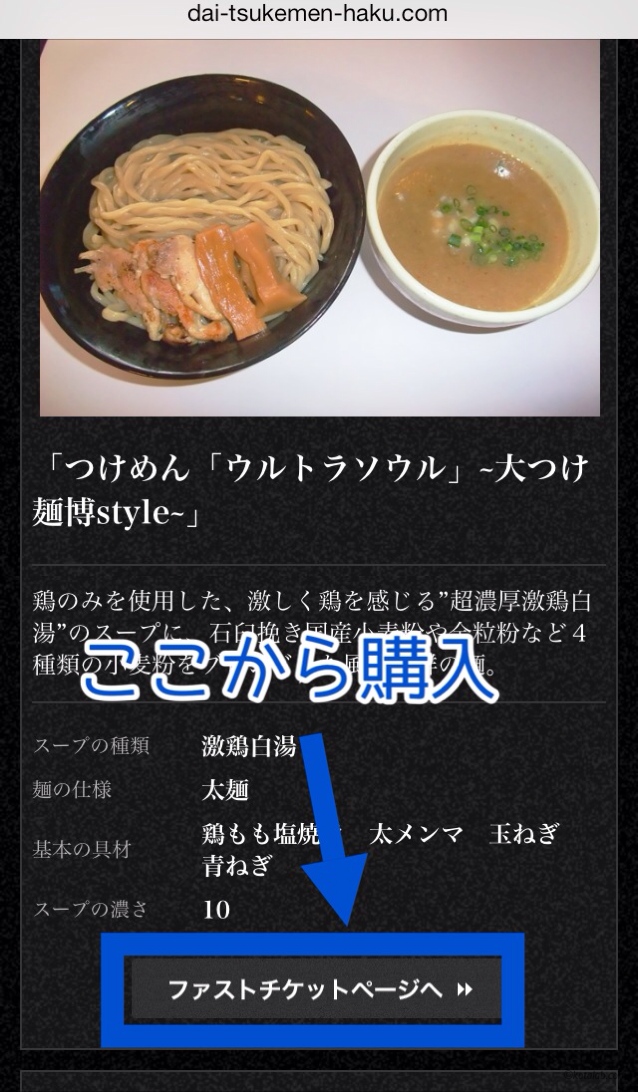 dai-tsukemen-haku.com
「つけめん「ウルトラソウル」~大つけ
麺博style~」
鶏のみを使用した、激しく鶏を感じる”超濃厚激鶏白
湯”のスープに、石臼挽き国産小麦粉や全粒粉など４
種類の小麦粉を
ここから購入
の麺。
スープの種類 激鶏白湯
麺の仕様 太麺
基本の具材 鶏もも塩焼 太メンマ 玉ねぎ
青ねぎ
スープの濃さ 10
ファストチケットページへ